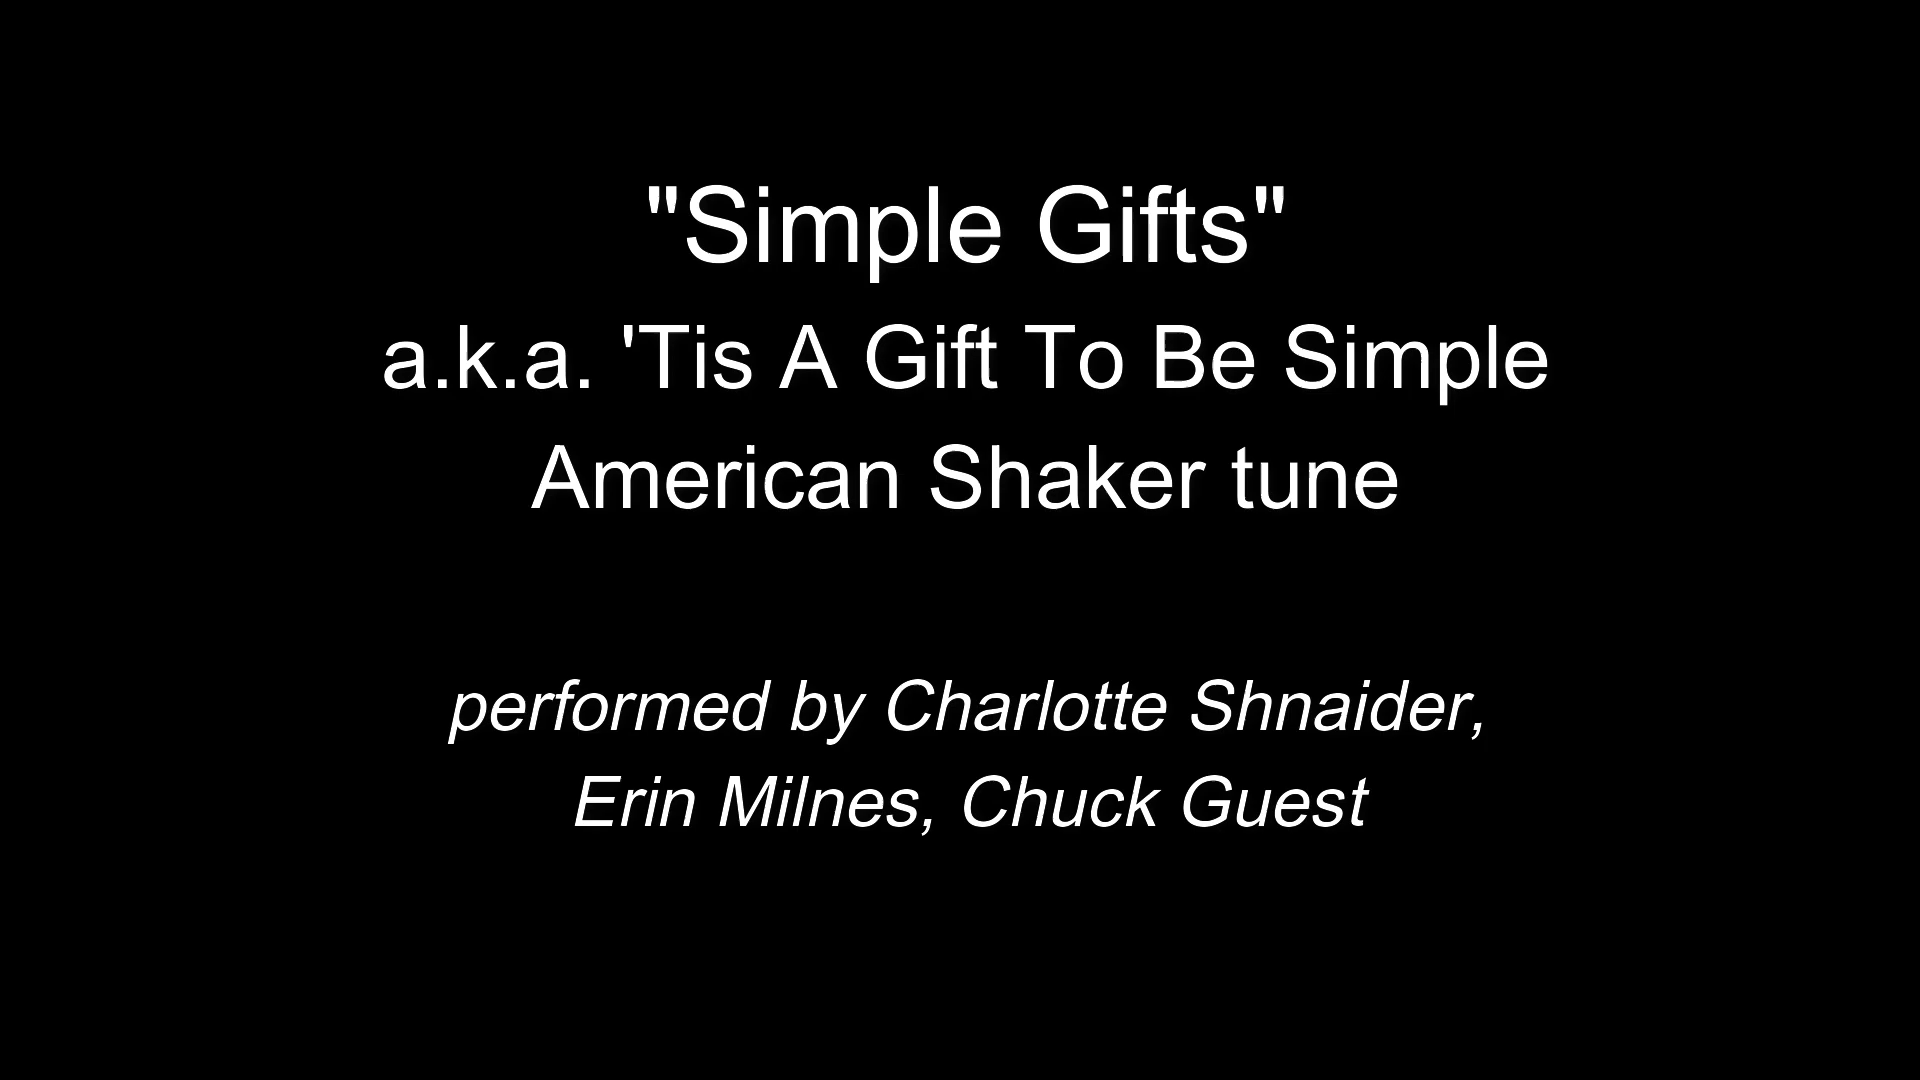 "Simple Gifts"
a.k.a. 'Tis A Gift To Be Simple
American Shaker tune
performed by Charlotte Shnaider,
Erin Milnes, Chuck Guest